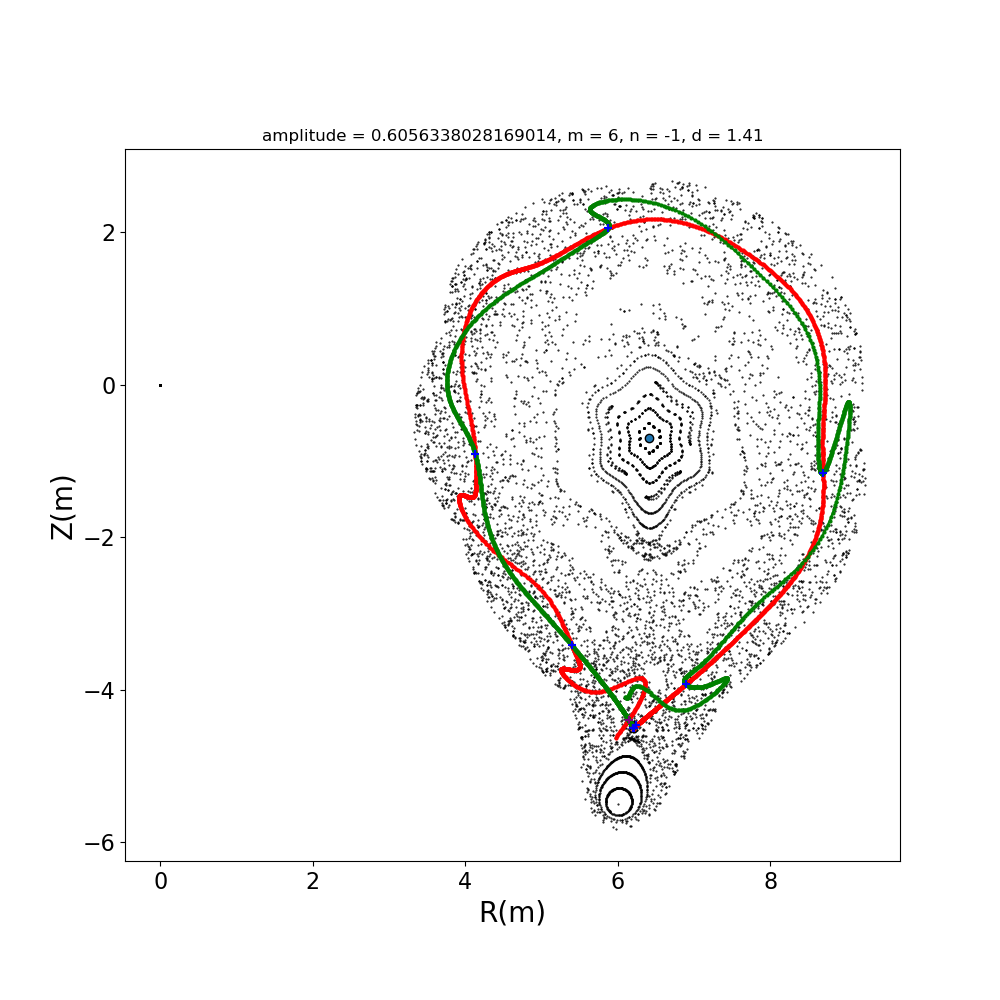 amplitude = 0.6056338028169014, m = 6, n = -1, d = 1.41
2
0
−2
−4
−6
Z(m)
0 2 4 6 8
R(m)